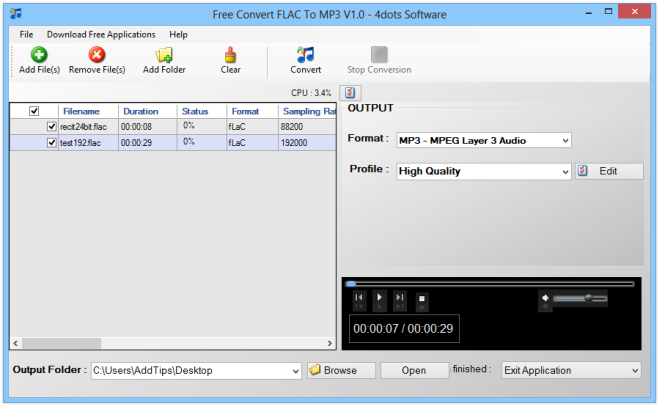 Free Convert FLAC To MP3 V1.0 - 4dots Software
File Download Free Applications Help
Add File(s) Remove File(s) Add Folder Clear Convert Stop Conversion
CPU : 3.4%
Filename Duration Status Format Sampling Ra
recit24bit.flac 00:00:08 0% fLaC 88200
test192.flac 00:00:29 0% fLaC 192000
OUTPUT
Format : MP3 - MPEG Layer 3 Audio
Profile : High Quality Edit
00:00:07 / 00:00:29
Output Folder : C:\Users\AddTips\Desktop Browse Open finished : Exit Application